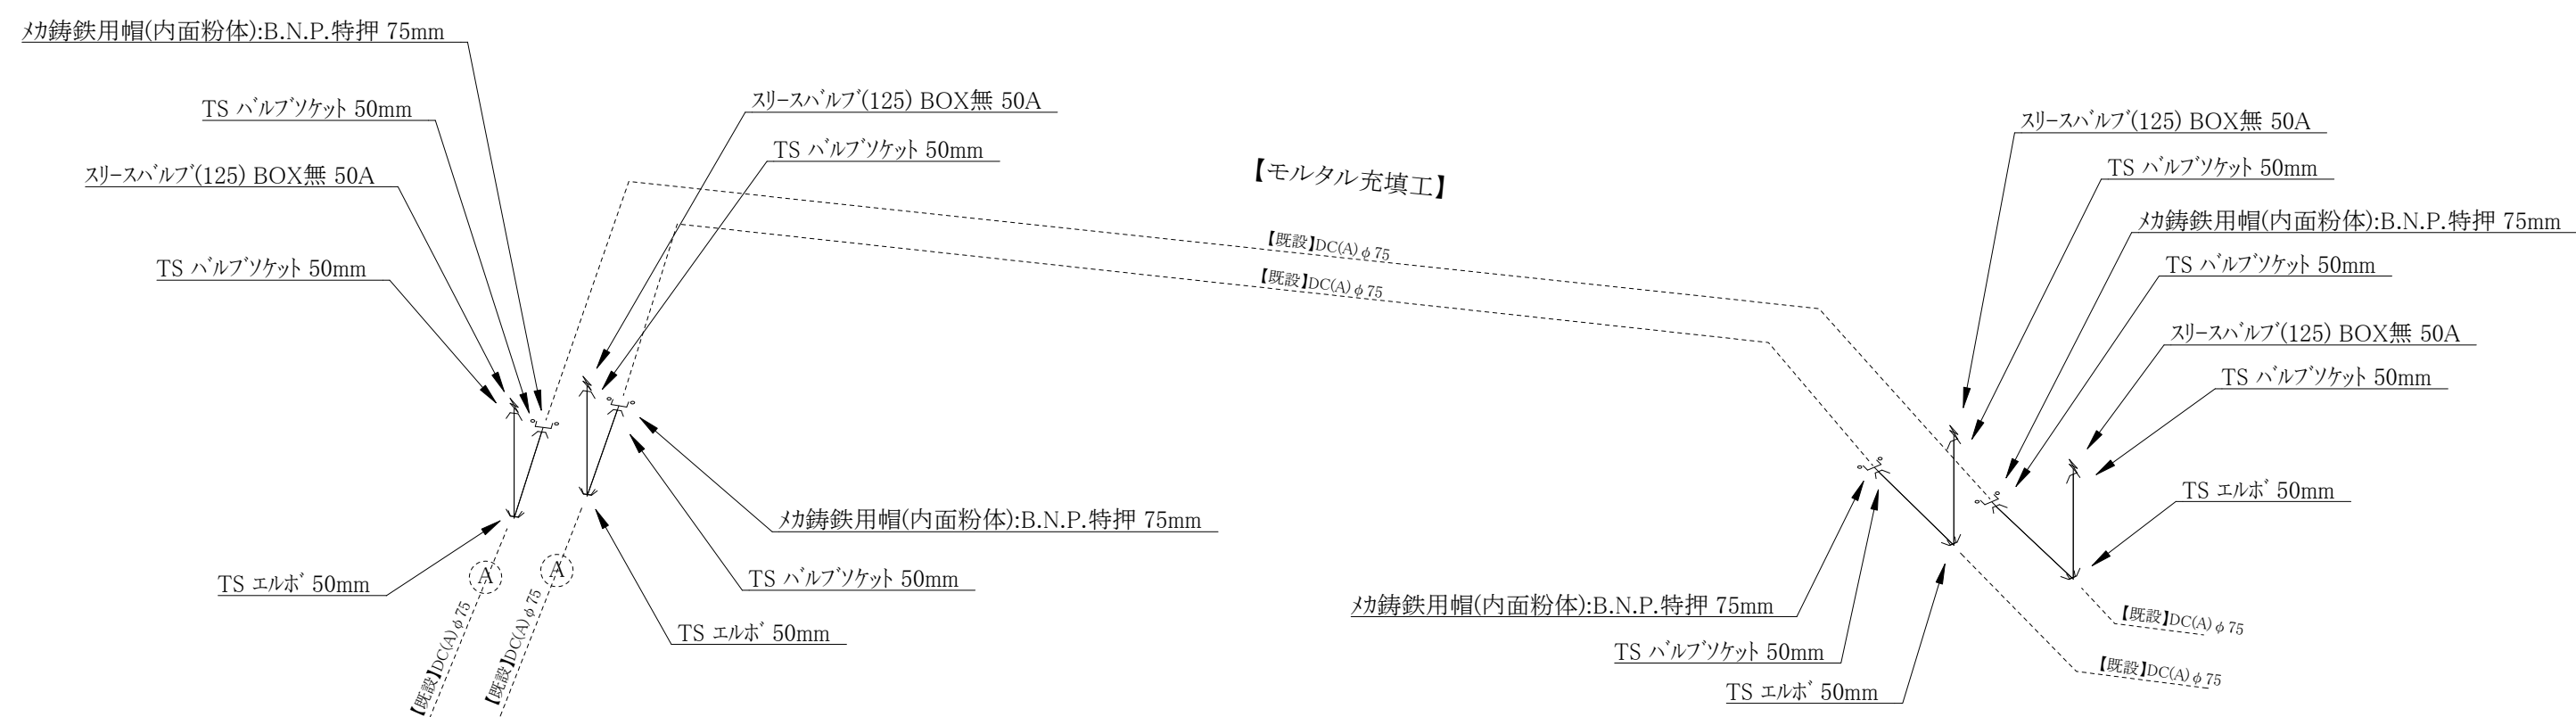 ﾒｶ鋳鉄用帽(内面粉体):B.N.P.特押 75mm
TS ﾊﾞﾙﾌﾞｿｹｯﾄ 50mm
ｽﾘｰｽﾊﾞﾙﾌﾞ(125) BOX無 50A
TS ﾊﾞﾙﾌﾞｿｹｯﾄ 50mm
ｽﾘｰｽﾊﾞﾙﾌﾞ(125) BOX無 50A
TS ﾊﾞﾙﾌﾞｿｹｯﾄ 50mm
【モルタル充填工】
【既設】DC(A)φ75
【既設】DC(A)φ75
ｽﾘｰｽﾊﾞﾙﾌﾞ(125) BOX無 50A
TS ﾊﾞﾙﾌﾞｿｹｯﾄ 50mm
ﾒｶ鋳鉄用帽(内面粉体):B.N.P.特押 75mm
TS ﾊﾞﾙﾌﾞｿｹｯﾄ 50mm
ｽﾘｰｽﾊﾞﾙﾌﾞ(125) BOX無 50A
TS ﾊﾞﾙﾌﾞｿｹｯﾄ 50mm
TS ｴﾙﾎﾞ 50mm
ﾒｶ鋳鉄用帽(内面粉体):B.N.P.特押 75mm
TS ﾊﾞﾙﾌﾞｿｹｯﾄ 50mm
TS ｴﾙﾎﾞ 50mm
TS ｴﾙﾎﾞ 50mm
A
A
【既設】DC(A)φ75
【既設】DC(A)φ75
ﾒｶ鋳鉄用帽(内面粉体):B.N.P.特押 75mm
TS ﾊﾞﾙﾌﾞｿｹｯﾄ 50mm
TS ｴﾙﾎﾞ 50mm
【既設】DC(A)φ75
【既設】DC(A)φ75